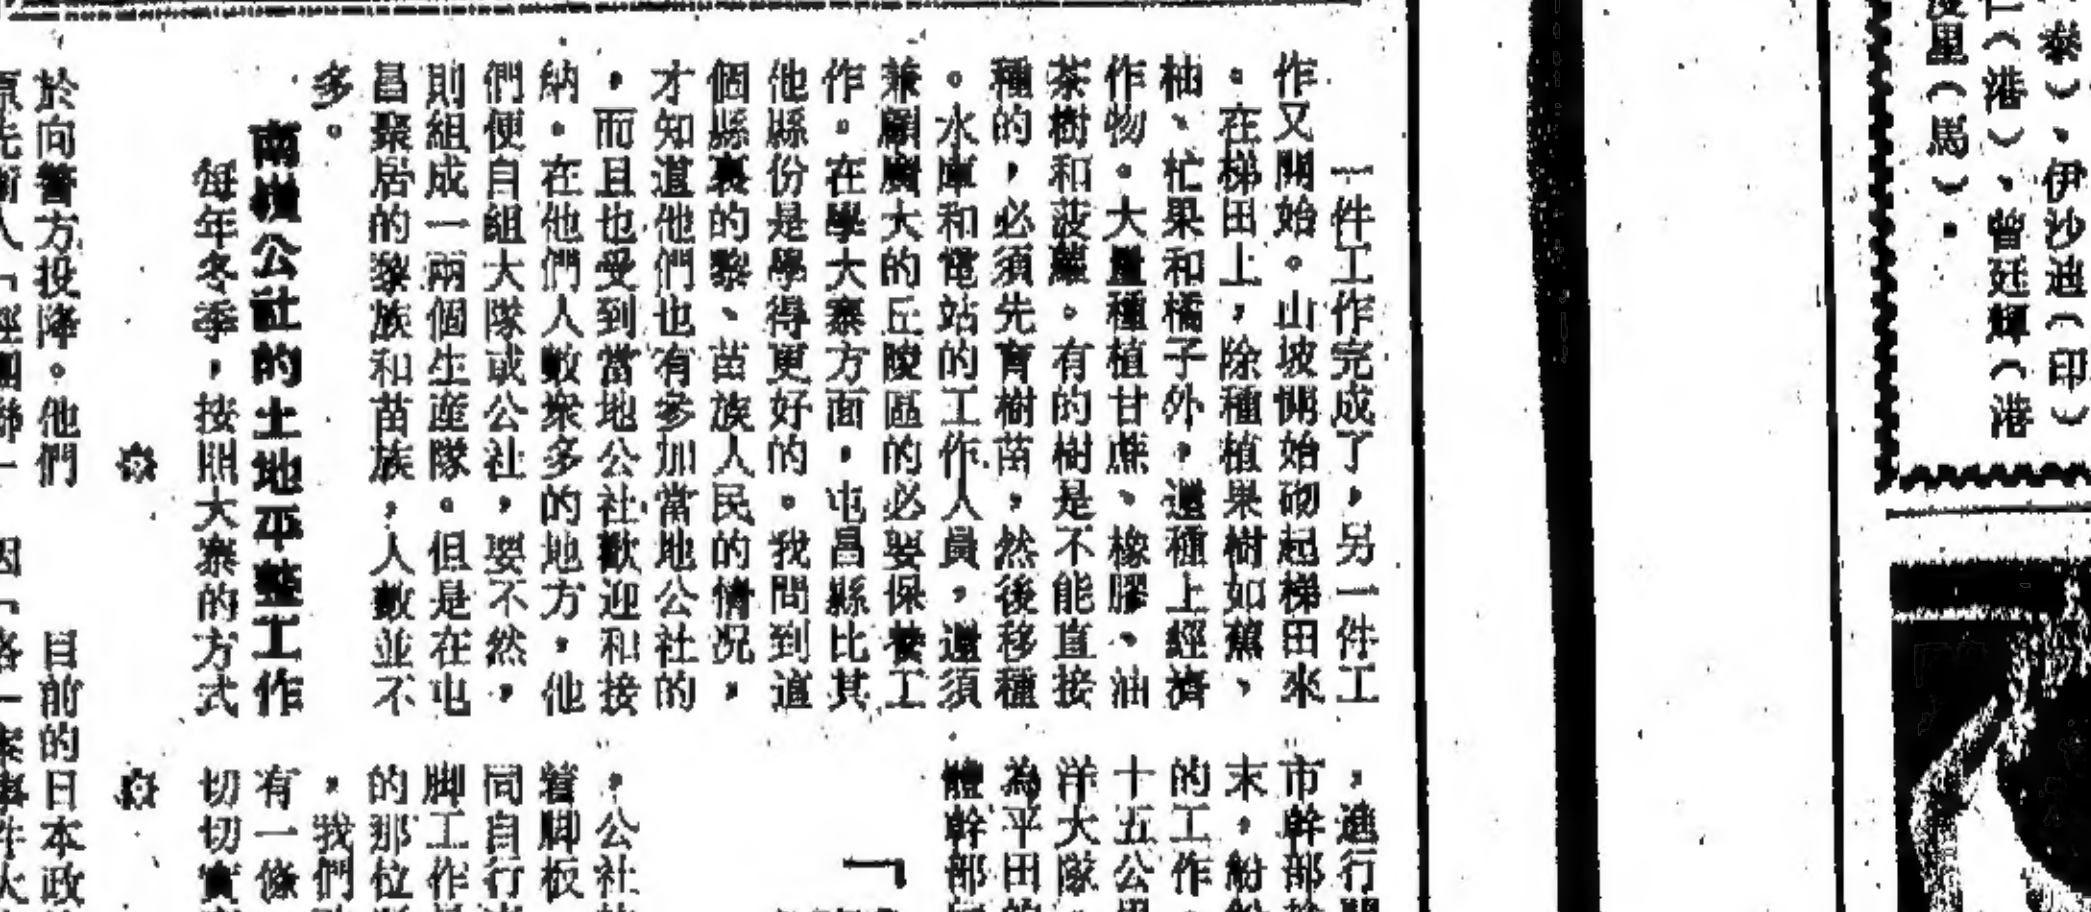 一件工作完成了，另一件工
作又開始。山坡開始砌起梯田來
。在梯田上，除種植果樹如蕉、
柚、忙果和橘子外，還種上經濟
作物。大量種植甘蔗、橡膠、油
茶樹和菠蘿。有的樹是不能直接
種的，必須先育樹苗，然後移種
。水庫和電站的工作人員，還須
兼顧廣大的丘陵區的必要保養工
作。在學大寨方面，屯昌縣比其
他縣份是學得更好的。我問到這
個縣裏的黎、苗族人民的情況，
才知道他們也有參加當地公社的
，而且也受到當地公社歡迎和接
納。在他們人數衆多的地方，他
們便自組大隊或公社，要不然，
則組成一兩個生産隊。但是在屯
昌聚居的黎族和苗族，人數並不
多。
南嶺公社的土地平整工作
每年冬季，按照大寨的方式
，進行
市幹部
末，紛
的工作
十五公
洋大隊
為平田
體幹部
，公社
着脚板
同自行
脚工作
的那位
，我們
有一條
切切實
於向警方投降。他們
目前的日本政
泰）、伊沙迪（印）
（港）、曾廷輝（港
里（馬）。